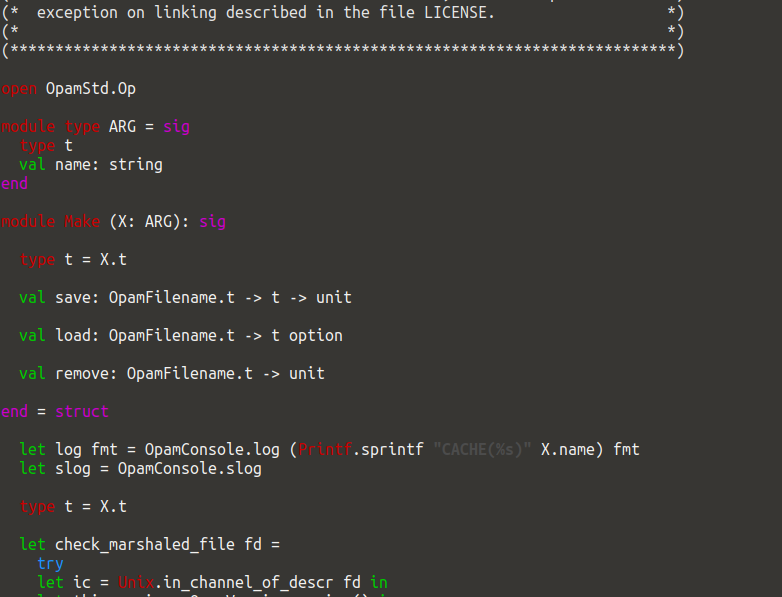 (*  exception on linking described in the file LICENSE.                   *)
(*                                                                        *)
(**************************************************************************)
open OpamStd.Op
module type ARG = sig
  type t
  val name: string
end
module Make (X: ARG): sig
  type t = X.t
  val save: OpamFilename.t -> t -> unit
  val load: OpamFilename.t -> t option
  val remove: OpamFilename.t -> unit
end = struct
  let log fmt = OpamConsole.log (Printf.sprintf "CACHE(%s)" X.name) fmt
  let slog = OpamConsole.slog
  type t = X.t
  let check_marshaled_file fd =
    try
    let ic = Unix.in_channel_of_descr fd in